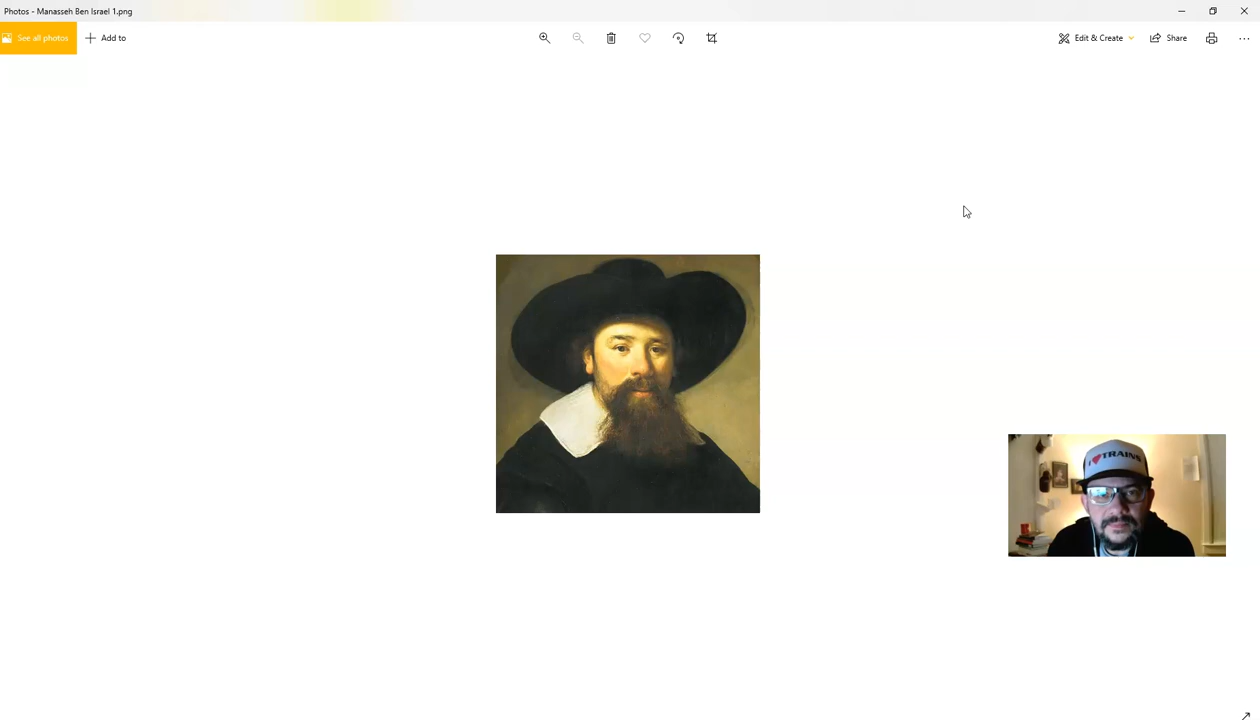 Photos - Manasseh Ben Israel 1.png
See all photos
Add to
Edit & Create
Share
I ♥ TRAINS